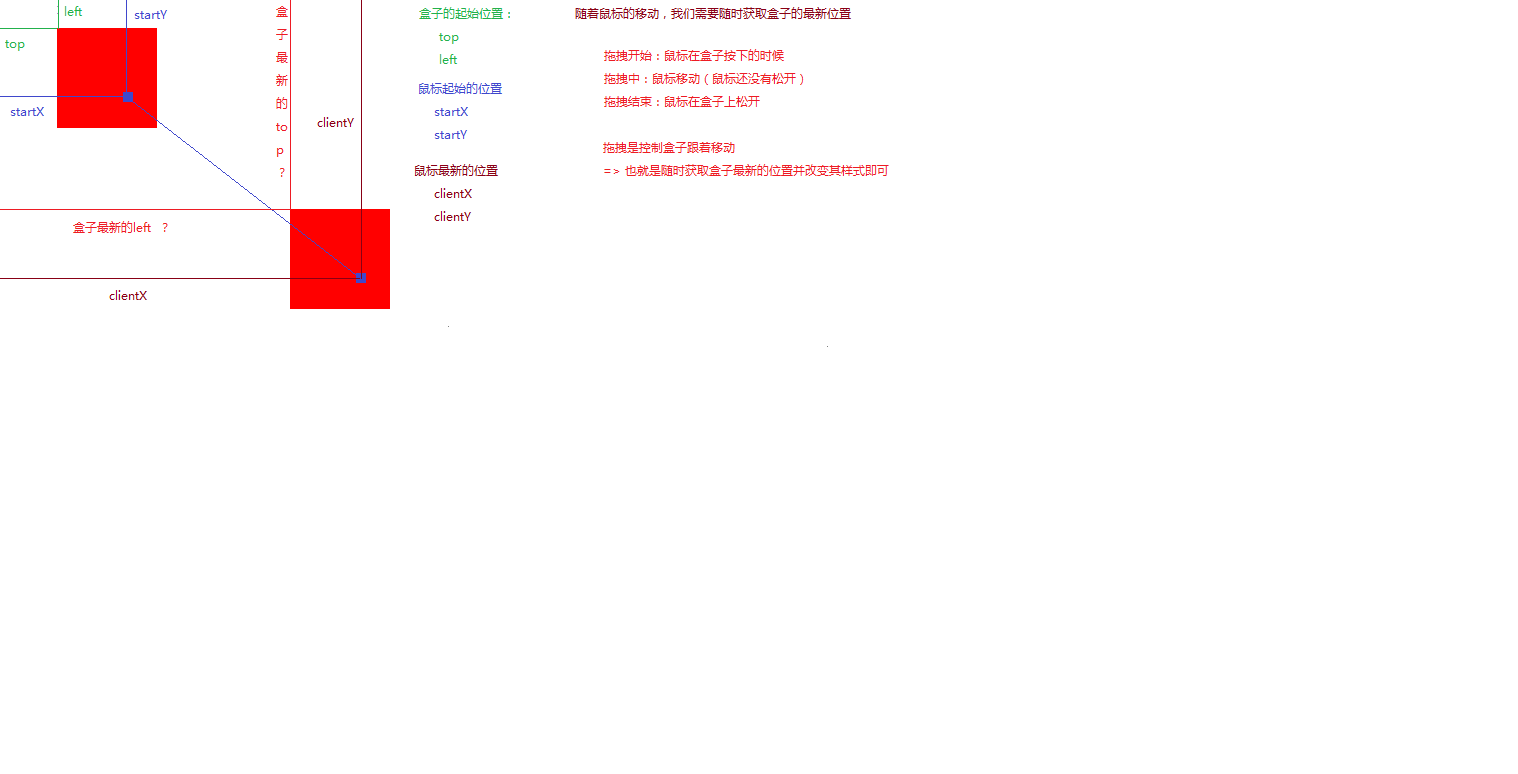 left
startY
top
startX
盒子最新的top?
clientY
盒子最新的left ?
clientX
盒子的起始位置：
top
left
鼠标起始的位置
startX
startY
鼠标最新的位置
clientX
clientY
随着鼠标的移动，我们需要随时获取盒子的最新位置
拖拽开始：鼠标在盒子按下的时候
拖拽中：鼠标移动（鼠标还没有松开）
拖拽结束：鼠标在盒子上松开
拖拽是控制盒子跟着移动
=> 也就是随时获取盒子最新的位置并改变其样式即可